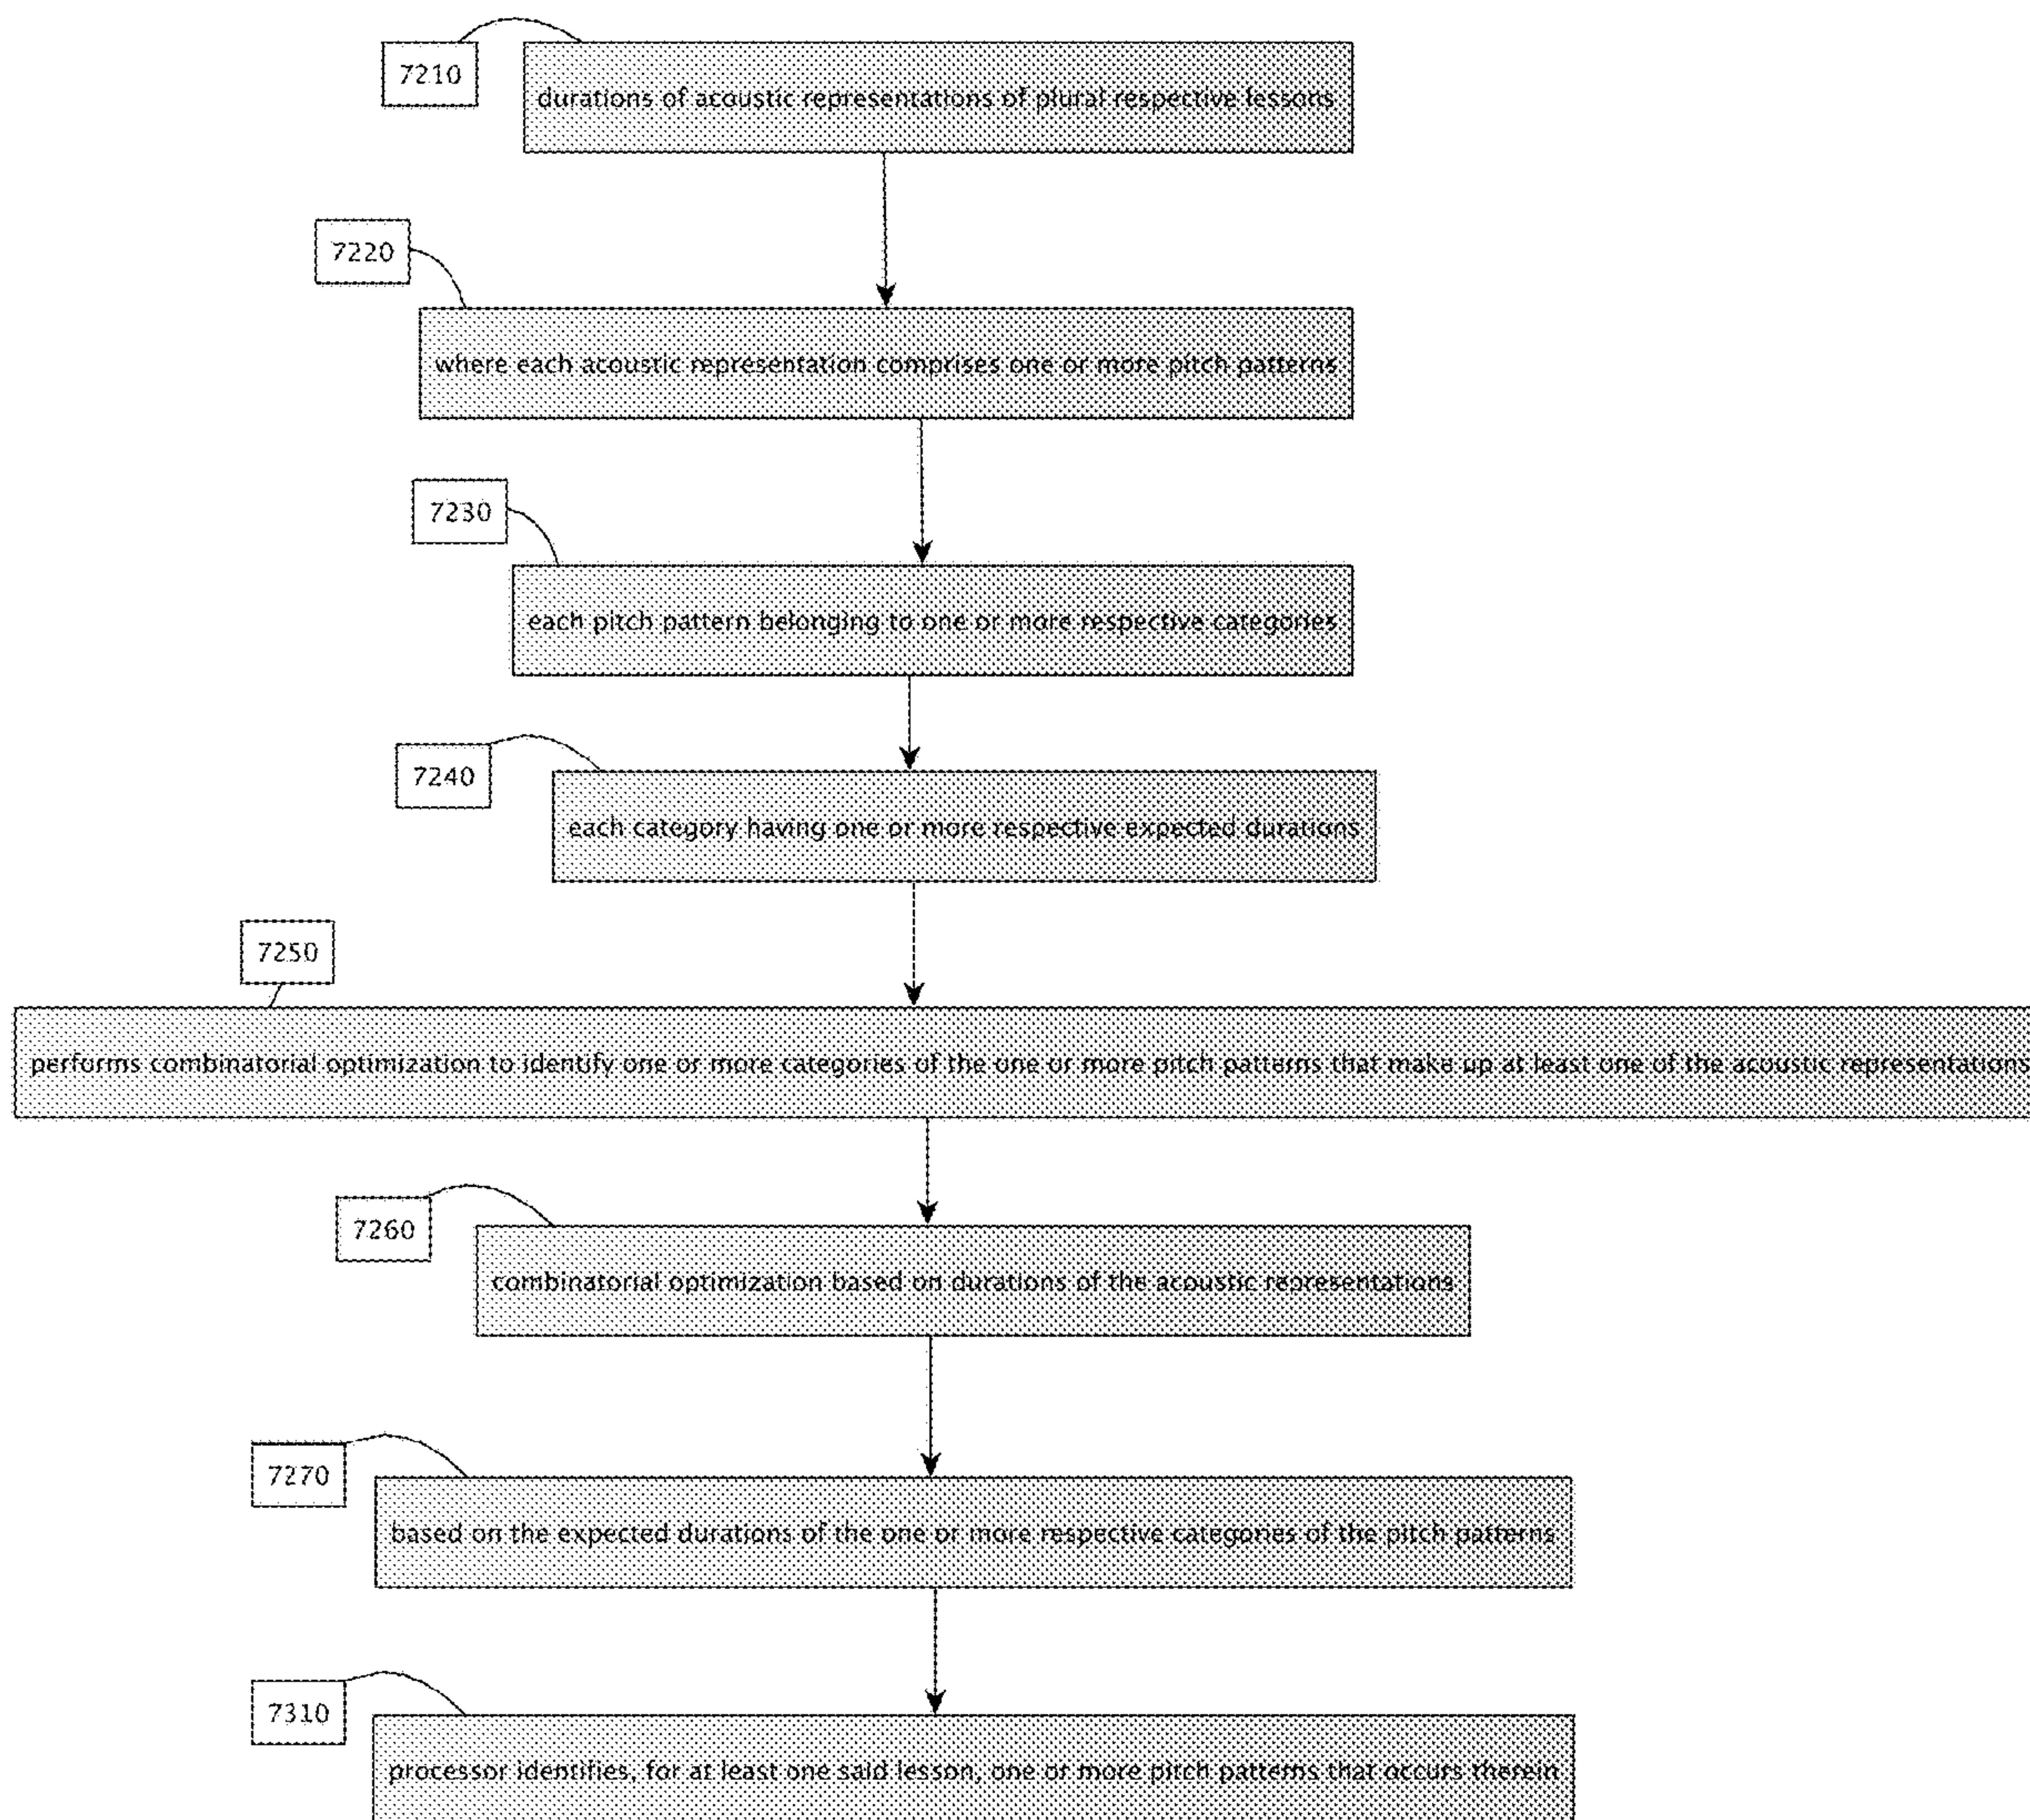 7210
durations of acoustic representations of plural respective lessons
7220
where each acoustic representation comprises one or more pitch patterns
7230
each pitch pattern belonging to one or more respective categories
7240
each category having one or more respective expected durations
7250
performs combinatorial optimization to identify one or more categories of the one or more pitch patterns that make up at least one of the acoustic representations
7260
combinatorial optimization based on durations of the acoustic representations
7270
based on the expected durations of the one or more respective categories of the pitch patterns
7310
processor identifies, for at least one said lesson, one or more pitch patterns that occurs therein